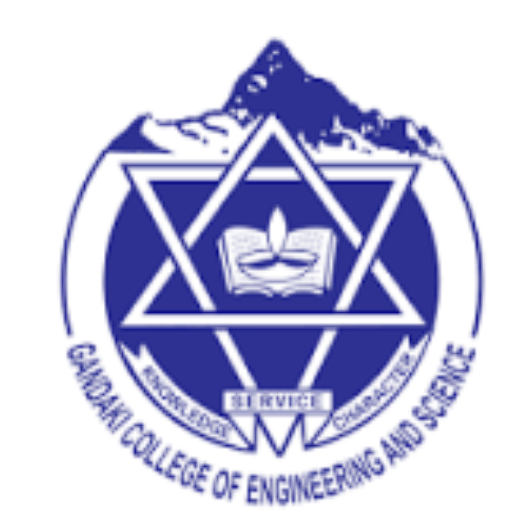 KNOWLEDGE
SERVICE
CHARACTER
GANDAKI COLLEGE OF ENGINEERING AND SCIENCE